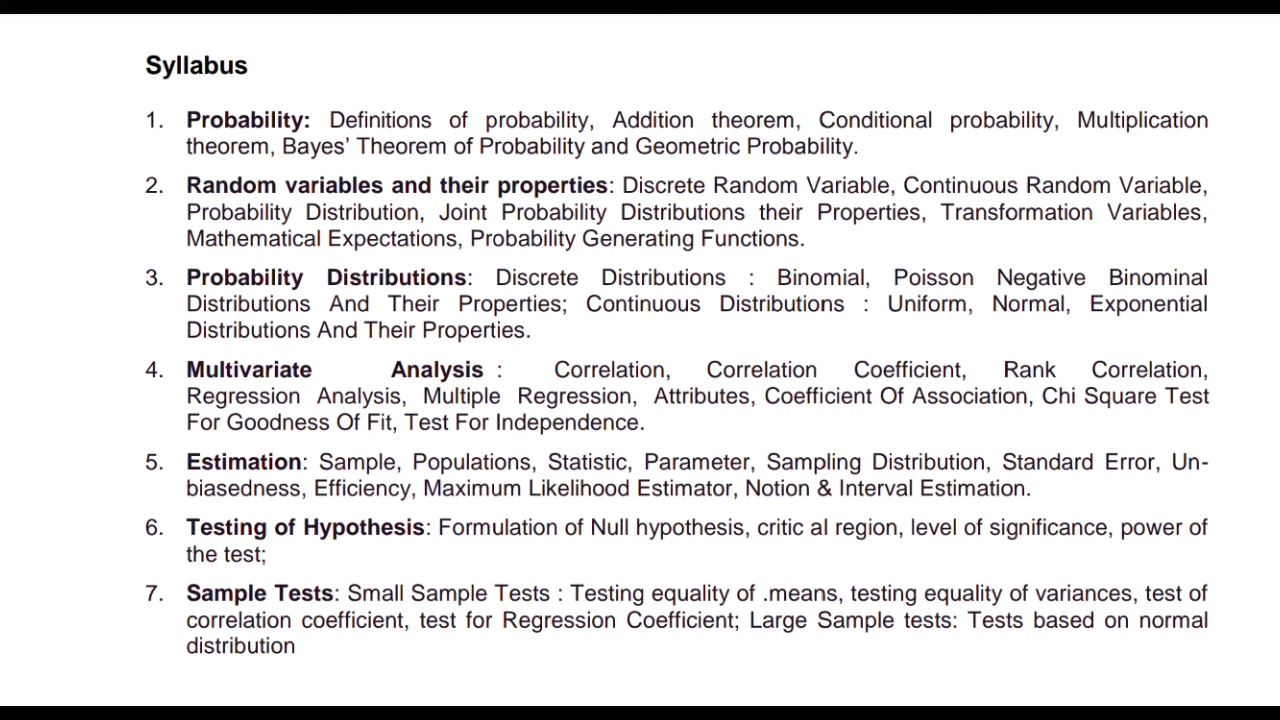 Syllabus
1. Probability: Definitions of probability, Addition theorem, Conditional probability, Multiplication
theorem, Bayes’ Theorem of Probability and Geometric Probability.
2. Random variables and their properties: Discrete Random Variable, Continuous Random Variable,
Probability Distribution, Joint Probability Distributions their Properties, Transformation Variables,
Mathematical Expectations, Probability Generating Functions.
3. Probability Distributions: Discrete Distributions : Binomial, Poisson Negative Binominal
Distributions And Their Properties; Continuous Distributions : Uniform, Normal, Exponential
Distributions And Their Properties.
4. Multivariate Analysis : Correlation, Correlation Coefficient, Rank Correlation,
Regression Analysis, Multiple Regression, Attributes, Coefficient Of Association, Chi Square Test
For Goodness Of Fit, Test For Independence.
5. Estimation: Sample, Populations, Statistic, Parameter, Sampling Distribution, Standard Error, Un-
biasedness, Efficiency, Maximum Likelihood Estimator, Notion & Interval Estimation.
6. Testing of Hypothesis: Formulation of Null hypothesis, critic al region, level of significance, power of
the test;
7. Sample Tests: Small Sample Tests : Testing equality of .means, testing equality of variances, test of
correlation coefficient, test for Regression Coefficient; Large Sample tests: Tests based on normal
distribution